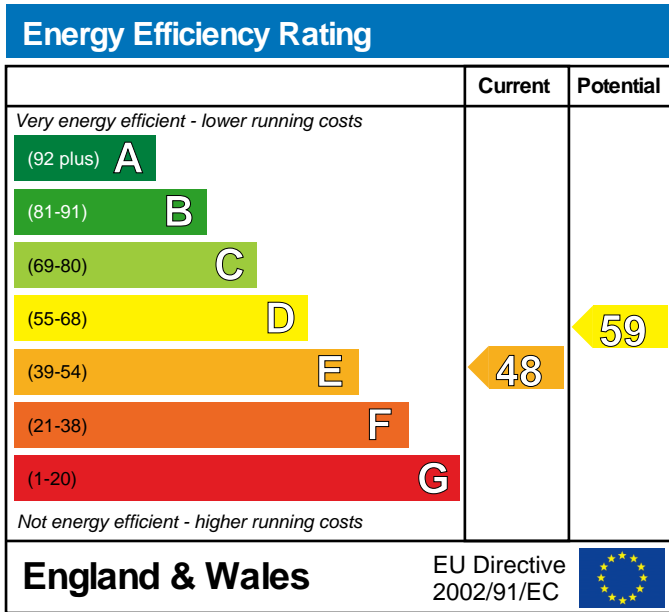 Energy Efficiency Rating
Current Potential
Very energy efficient - lower running costs
(92 plus) A
(81-91) B
(69-80) C
(55-68) D
59
(39-54) E
48
(21-38) F
(1-20) G
Not energy efficient - higher running costs
England & Wales
EU Directive
2002/91/EC